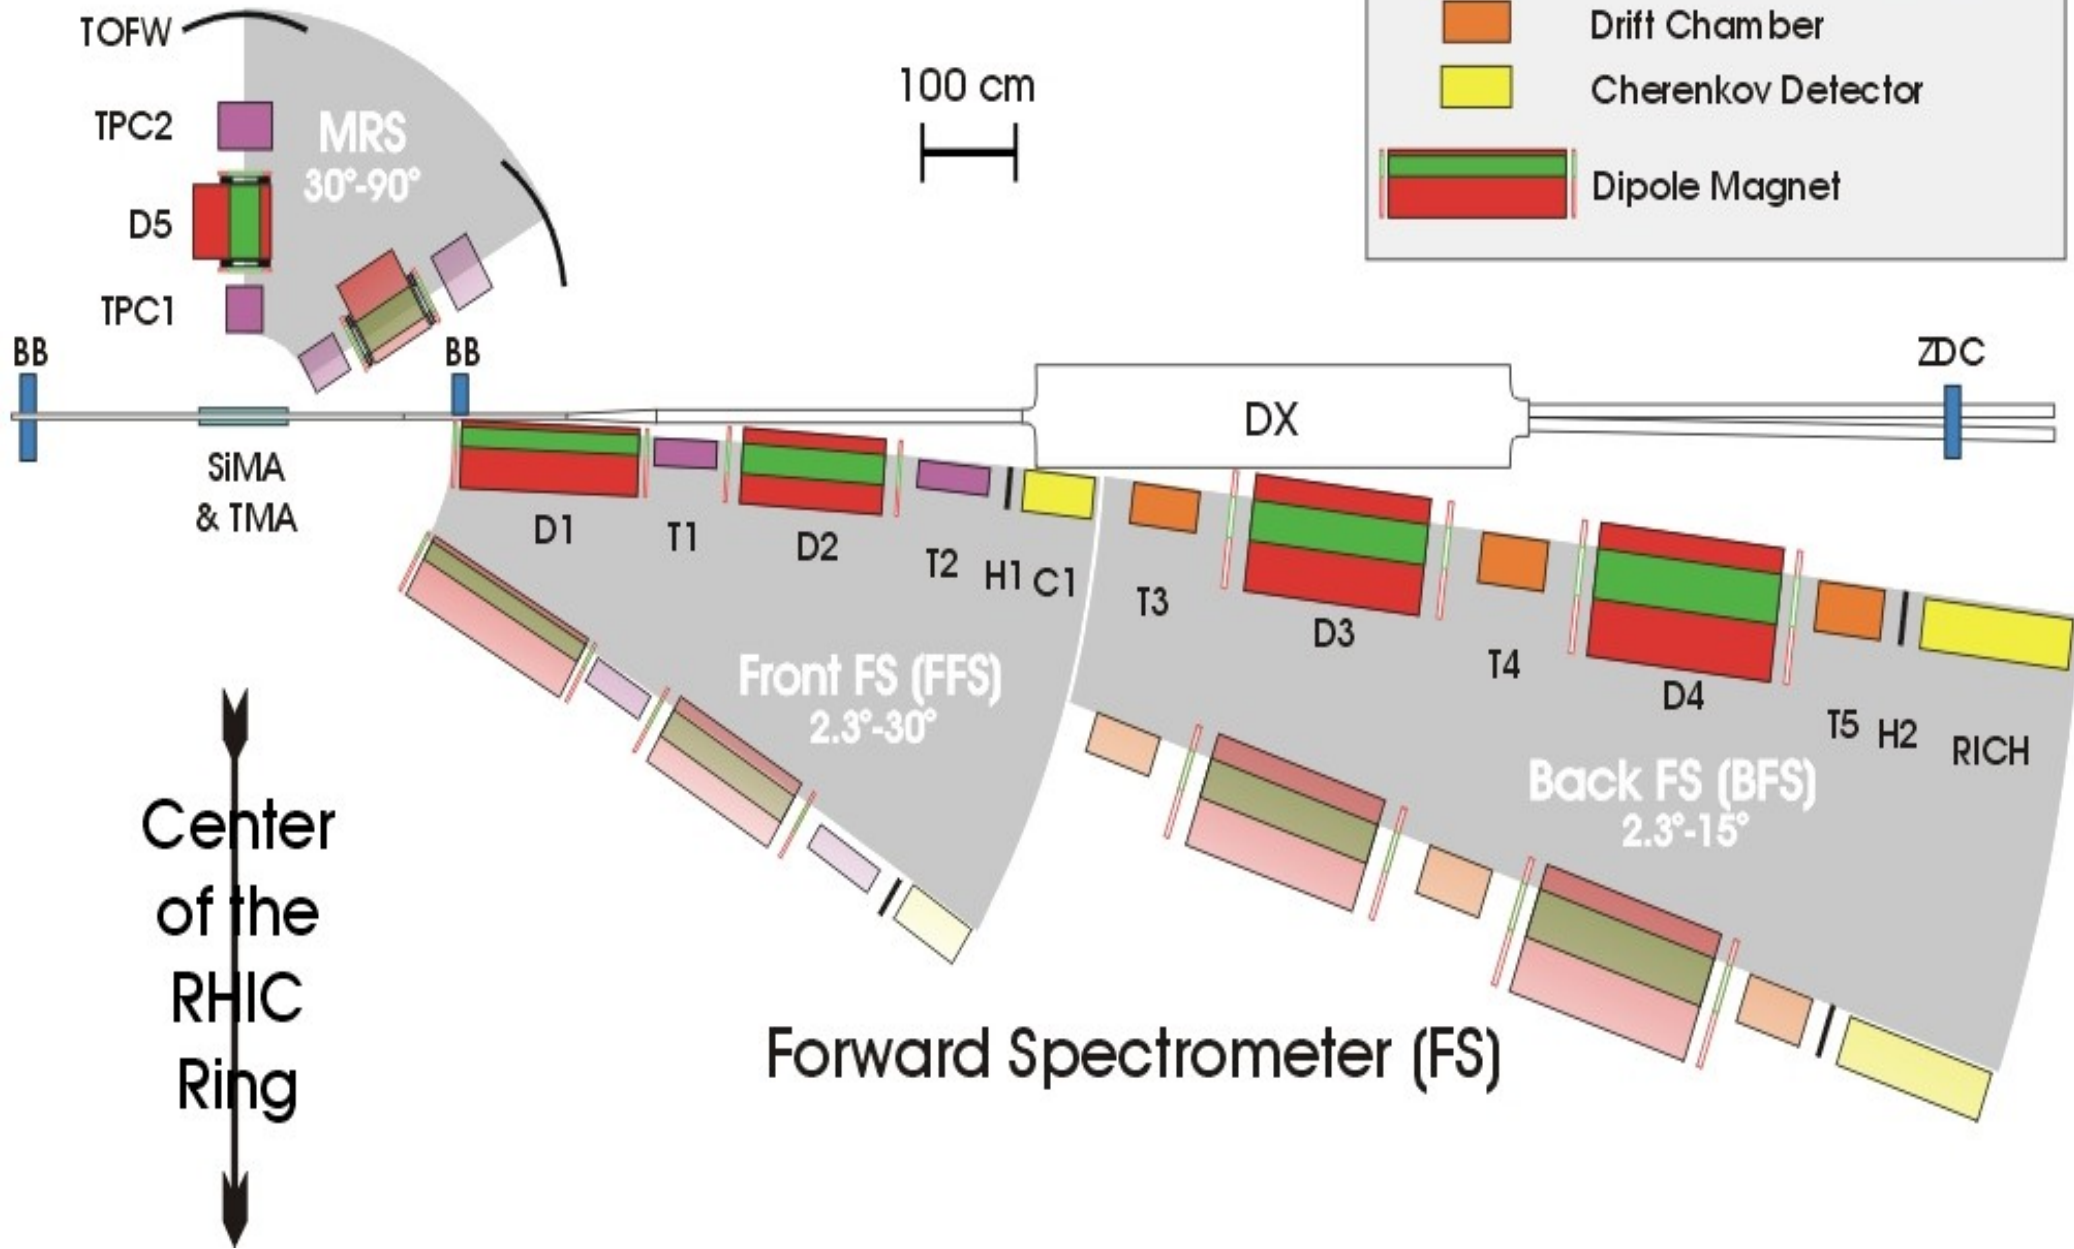 TOFW
TPC2
D5
TPC1
MRS
30°-90°
100 cm
Drift Chamber
Cherenkov Detector
Dipole Magnet
BB
BB
ZDC
DX
SiMA
& TMA
D1
T1
D2
T2
H1
C1
T3
D3
T4
D4
T5
H2
RICH
Front FS (FFS)
2.3°-30°
Back FS (BFS)
2.3°-15°
Center
of the
RHIC
Ring
Forward Spectrometer (FS)